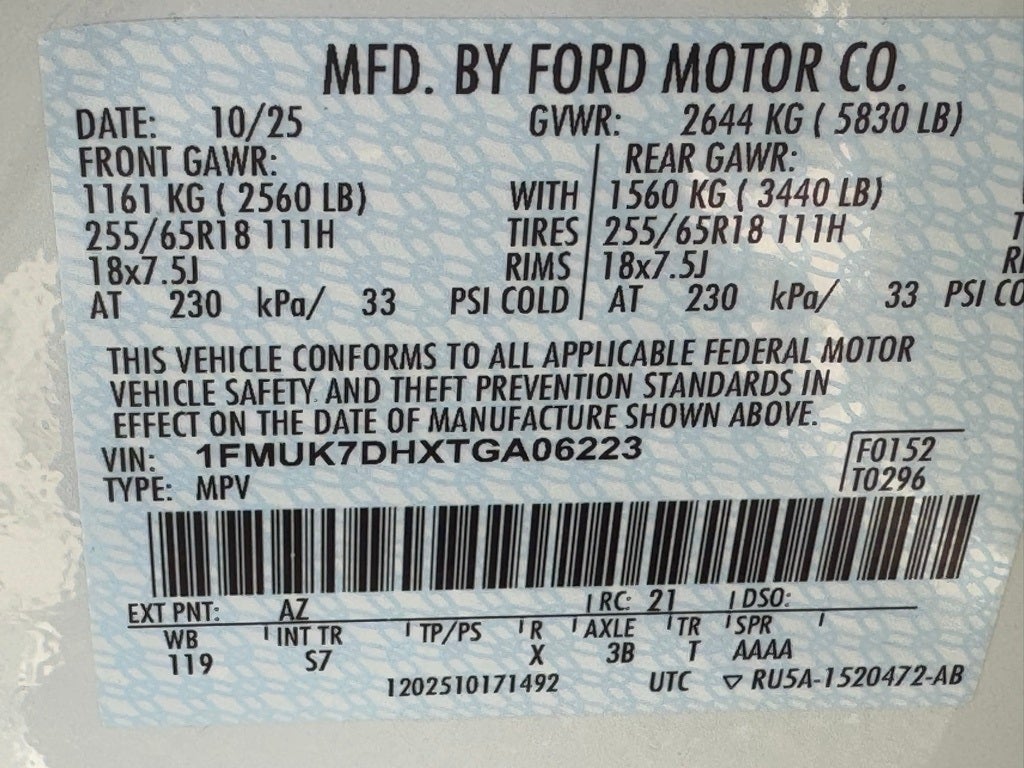 MFD. BY FORD MOTOR CO.
DATE: 10/25 GVWR: 2644 KG ( 5830 LB)
FRONT GAWR: REAR GAWR:
1161 KG ( 2560 LB) WITH 1560 KG ( 3440 LB)
255/65R18 111H TIRES 255/65R18 111H
18x7.5J RIMS 18x7.5J
AT 230 kPa/ 33 PSI COLD AT 230 kPa/ 33 PSI CO
THIS VEHICLE CONFORMS TO ALL APPLICABLE FEDERAL MOTOR
VEHICLE SAFETY AND THEFT PREVENTION STANDARDS IN
EFFECT ON THE DATE OF MANUFACTURE SHOWN ABOVE.
VIN: 1FMUK7DHXTGA06223 F0152
TYPE: MPV T0296
EXT PNT: AZ RC: 21 DSO:
WB INT TR TP/PS R AXLE TR SPR
119 S7 X 3B T AAAA
1202510171492 UTC ▽ RU5A-1520472-AB